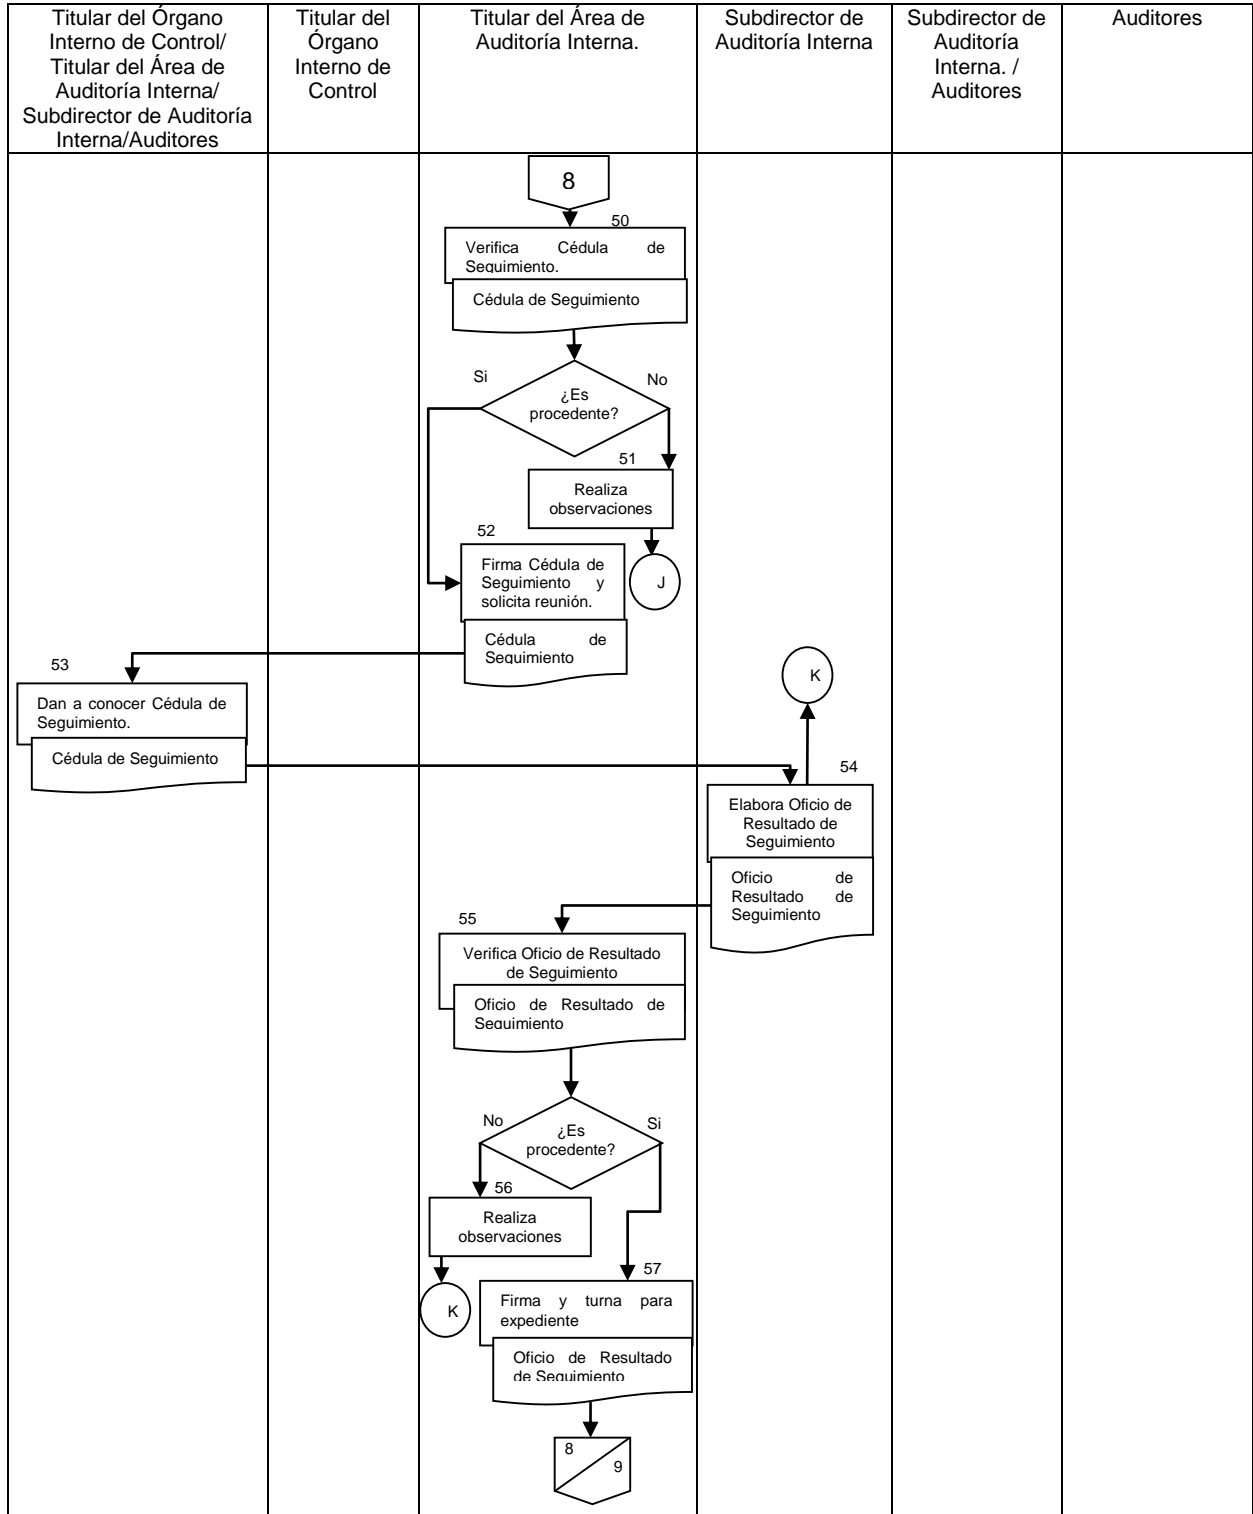 Titular del Órgano
Interno de Control/
Titular del Área de
Auditoría Interna/
Subdirector de Auditoría
Interna/Auditores
Titular del
Órgano
Interno de
Control
Titular del Área de
Auditoría Interna.
Subdirector de
Auditoría Interna
Subdirector de
Auditoría
Interna. /
Auditores
Auditores
8
50
Verifica Cédula de
Seguimiento.
Cédula de Seguimiento
¿Es
procedente?
Si
No
51
Realiza
observaciones
J
52
Firma Cédula de
Seguimiento y
solicita reunión.
Cédula de
Seguimiento
53
Dan a conocer Cédula de
Seguimiento.
Cédula de Seguimiento
K
54
Elabora Oficio de
Resultado de
Seguimiento
Oficio de
Resultado de
Seguimiento
55
Verifica Oficio de Resultado
de Seguimiento
Oficio de Resultado de
Seguimiento
¿Es
procedente?
No
Si
56
Realiza
observaciones
K
57
Firma y turna para
expediente
Oficio de Resultado
de Seguimiento
8
9